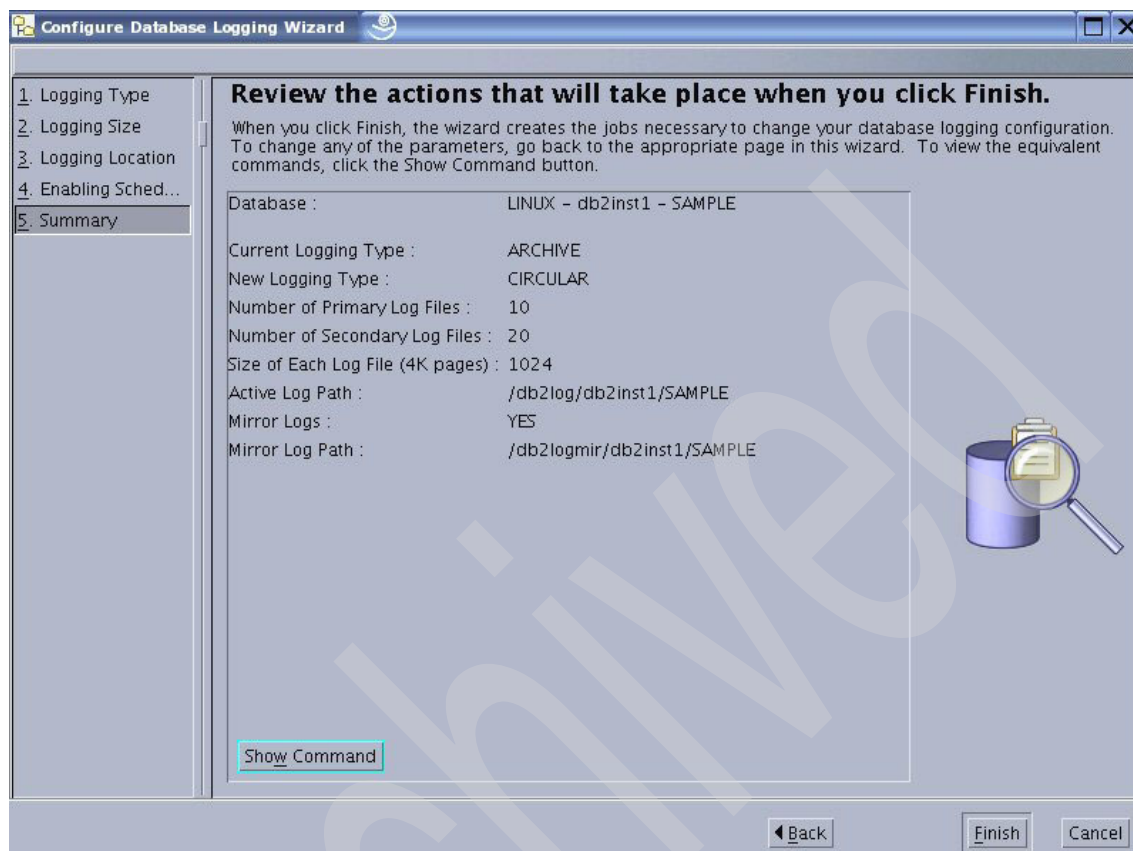 Configure Database Logging Wizard
1. Logging Type
2. Logging Size
3. Logging Location
4. Enabling Sched...
5. Summary
Review the actions that will take place when you click Finish.
When you click Finish, the wizard creates the jobs necessary to change your database logging configuration.
To change any of the parameters, go back to the appropriate page in this wizard. To view the equivalent
commands, click the Show Command button.
Database : LINUX - db2inst1 - SAMPLE
Current Logging Type : ARCHIVE
New Logging Type : CIRCULAR
Number of Primary Log Files : 10
Number of Secondary Log Files : 20
Size of Each Log File (4K pages) : 1024
Active Log Path : /db2log/db2inst1/SAMPLE
Mirror Logs : YES
Mirror Log Path : /db2logmir/db2inst1/SAMPLE
Show Command
Back
Finish
Cancel
hived